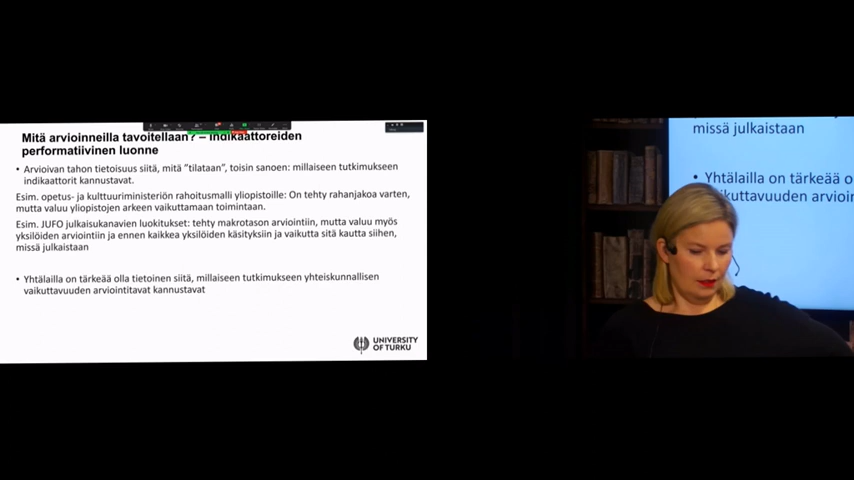 Mitä arvioinneilla tavoitellaan? – Indikaattoreiden
performatiivinen luonne
• Arvioivan tahon tietoisuus siitä, mitä ”tilataan”, toisin sanoen: millaiseen tutkimukseen
indikaattorit kannustavat.
Esim. opetus- ja kulttuuriministeriön rahoitusmalli yliopistoille: On tehty rahanjakoa varten,
mutta valuu yliopistojen arkeen vaikuttamaan toimintaan.
Esim. JUFO julkaisukanavien luokitukset: tehty makrotason arviointiin, mutta valuu myös
yksilöiden arviointiin ja ennen kaikkea yksilöiden käsityksiin ja vaikutta sitä kautta siihen,
missä julkaistaan
• Yhtälailla on tärkeää olla tietoinen siitä, millaiseen tutkimukseen yhteiskunnallisen
vaikuttavuuden arviointitavat kannustavat
UNIVERSITY
OF TURKU
missä julkaistaan
• Yhtälailla on tärkeää o
vaikuttavuuden arvioin